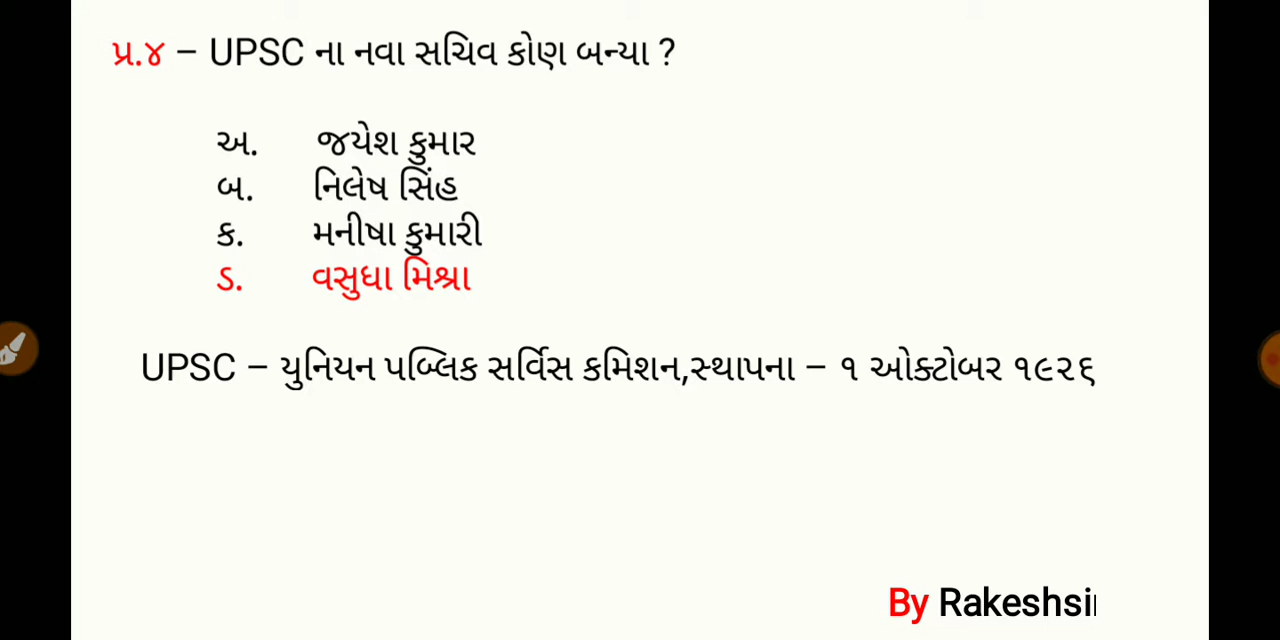 પ્ર.૪ – UPSC ના નવા સચિવ કોણ બન્યા ?
અ. જયેશ કુમાર
બ. નિલેષ સિંહ
ક. મનીષા કુમારી
ડ. વસુધા મિશ્રા
UPSC – યુનિયન પબ્લિક સર્વિસ કમિશન,સ્થાપના – ૧ ઓક્ટોબર ૧૯૨૬
By